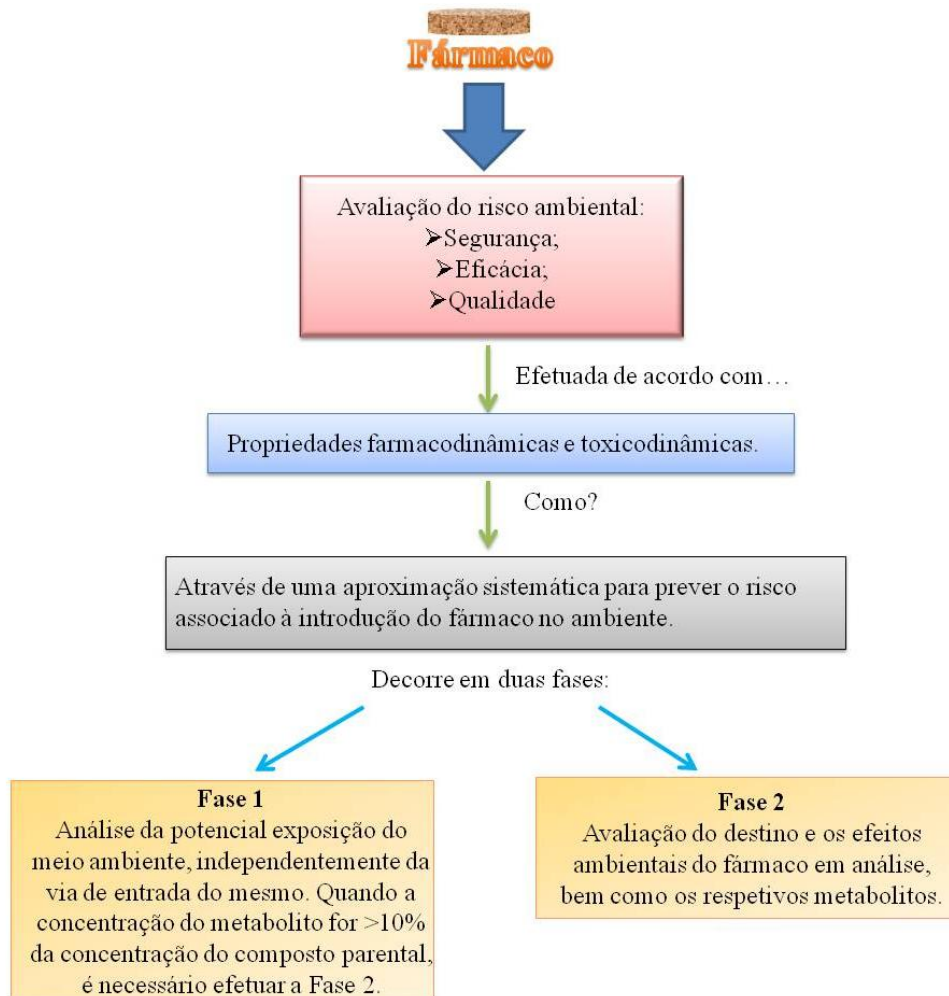 Fármaco
Avaliação do risco ambiental:
➢Segurança;
➢Eficácia;
➢Qualidade
Efetuada de acordo com…
Propriedades farmacodinâmicas e toxicodinâmicas.
Como?
Através de uma aproximação sistemática para prever o risco
associado à introdução do fármaco no ambiente.
Decorre em duas fases:
Fase 1
Análise da potencial exposição do
meio ambiente, independentemente da
via de entrada do mesmo. Quando a
concentração do metabolito for >10%
da concentração do composto parental,
é necessário efetuar a Fase 2.
Fase 2
Avaliação do destino e os efeitos
ambientais do fármaco em análise,
bem como os respetivos metabolitos.